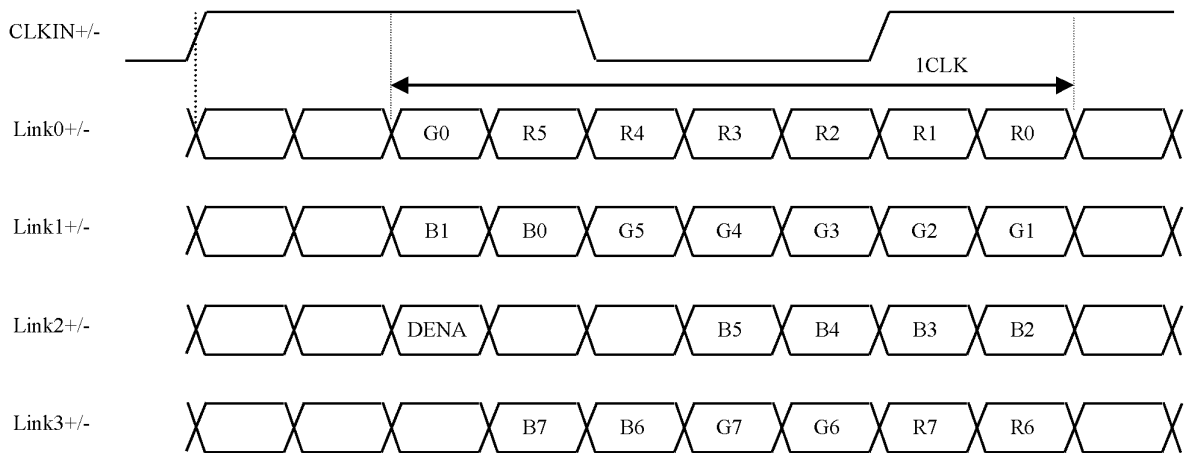 CLKIN+/-
1CLK
Link0+/- G0 R5 R4 R3 R2 R1 R0
Link1+/- B1 B0 G5 G4 G3 G2 G1
Link2+/- DENA B5 B4 B3 B2
Link3+/- B7 B6 G7 G6 R7 R6